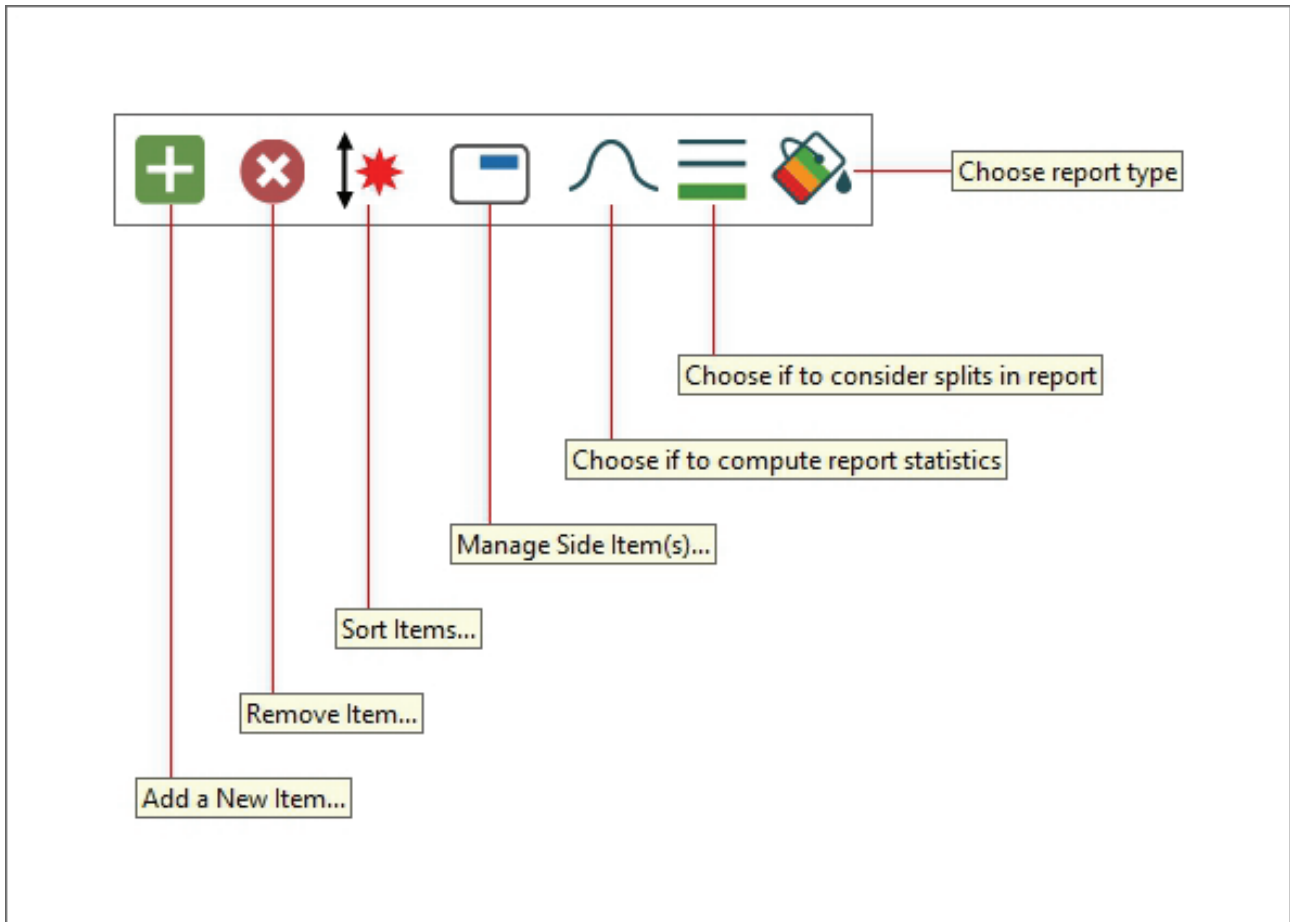 Choose report type
Choose if to consider splits in report
Choose if to compute report statistics
Manage Side Item(s)...
Sort Items...
Remove Item...
Add a New Item...